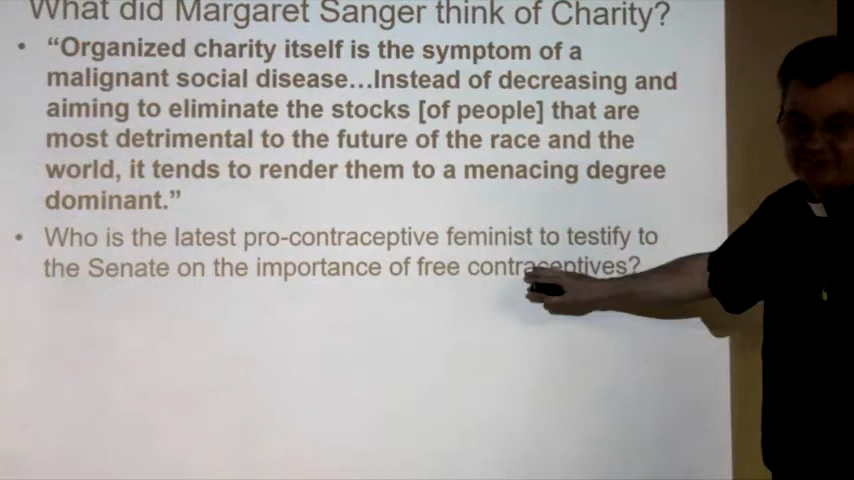 What did Margaret Sanger think of Charity?
• “Organized charity itself is the symptom of a
malignant social disease…Instead of decreasing and
aiming to eliminate the stocks [of people] that are
most detrimental to the future of the race and the
world, it tends to render them to a menacing degree
dominant.”
• Who is the latest pro-contraceptive feminist to testify to
the Senate on the importance of free contraceptives?